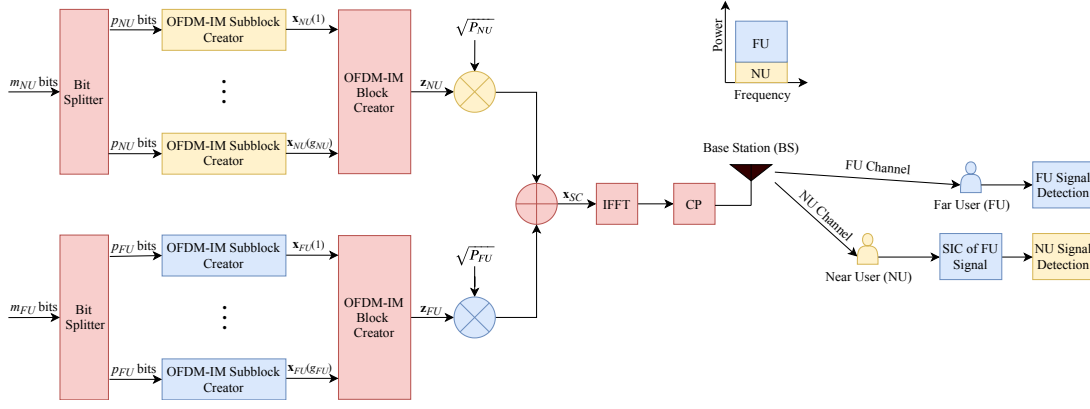 m_NU bits
Bit
Splitter
p_NU bits
OFDM-IM Subblock
Creator
x_NU(1)
⋮
p_NU bits
OFDM-IM Subblock
Creator
x_NU(g_NU)
OFDM-IM
Block
Creator
z_NU
√P_NU
m_FU bits
Bit
Splitter
p_FU bits
OFDM-IM Subblock
Creator
x_FU(1)
⋮
p_FU bits
OFDM-IM Subblock
Creator
x_FU(g_FU)
OFDM-IM
Block
Creator
z_FU
√P_FU
x_SC
IFFT
CP
Base Station (BS)
Power
FU
NU
Frequency
FU Channel
Far User (FU)
FU Signal
Detection
NU Channel
Near User (NU)
SIC of FU
Signal
NU Signal
Detection